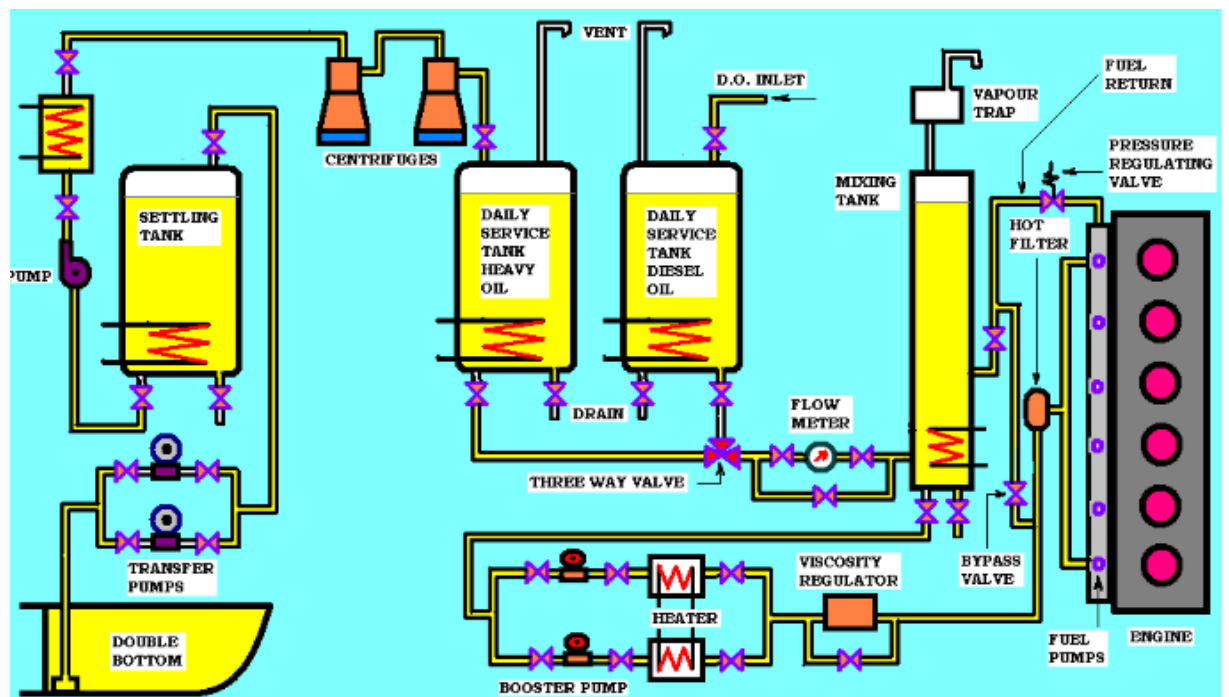 VENT
D.O. INLET
FUEL
RETURN
VAPOUR
TRAP
PRESSURE
REGULATING
VALVE
CENTRIFUGES
MIXING
TANK
SETTLING
TANK
DAILY
SERVICE
TANK
HEAVY
OIL
DAILY
SERVICE
TANK
DIESEL
OIL
HOT
FILTER
PUMP
DRAIN
FLOW
METER
THREE WAY VALVE
TRANSFER
PUMPS
VISCOSITY
REGULATOR
BYPASS
VALVE
HEATER
DOUBLE
BOTTOM
BOOSTER PUMP
FUEL
PUMPS
ENGINE